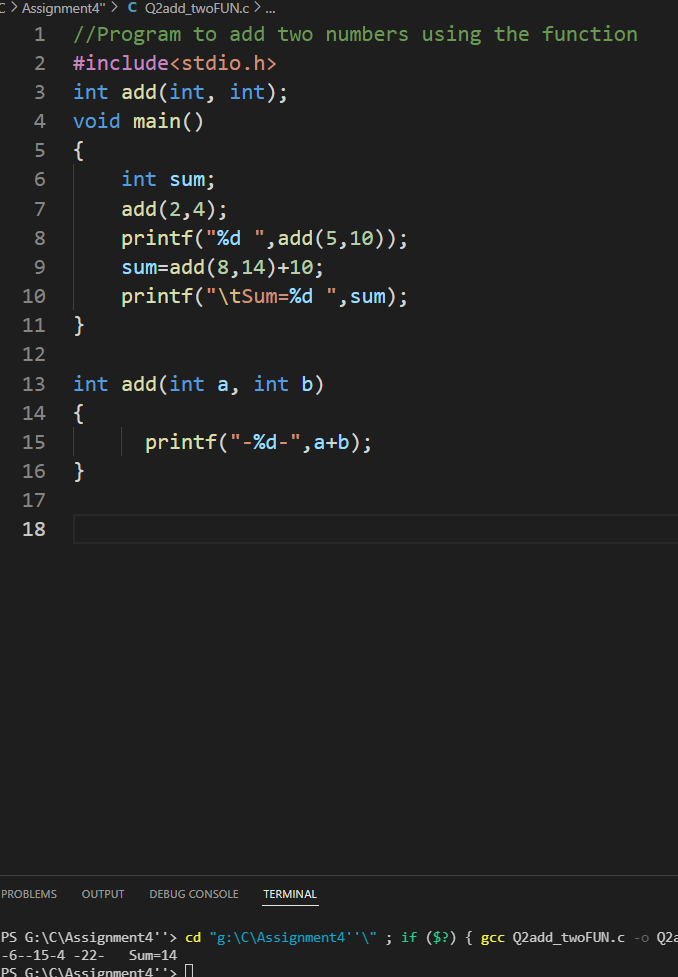 C > Assignment4'' > C Q2add_twoFUN.c > ...
1 //Program to add two numbers using the function
2 #include<stdio.h>
3 int add(int, int);
4 void main()
5 {
6 int sum;
7 add(2,4);
8 printf("%d ",add(5,10));
9 sum=add(8,14)+10;
10 printf("\tSum=%d ",sum);
11 }
12
13 int add(int a, int b)
14 {
15 printf("-%d-",a+b);
16 }
17
18
PROBLEMS OUTPUT DEBUG CONSOLE TERMINAL
PS G:\C\Assignment4''> cd "g:\C\Assignment4''\" ; if ($?) { gcc Q2add_twoFUN.c -o Q2a
-6--15-4 -22- Sum=14
PS G:\C\Assignment4''>